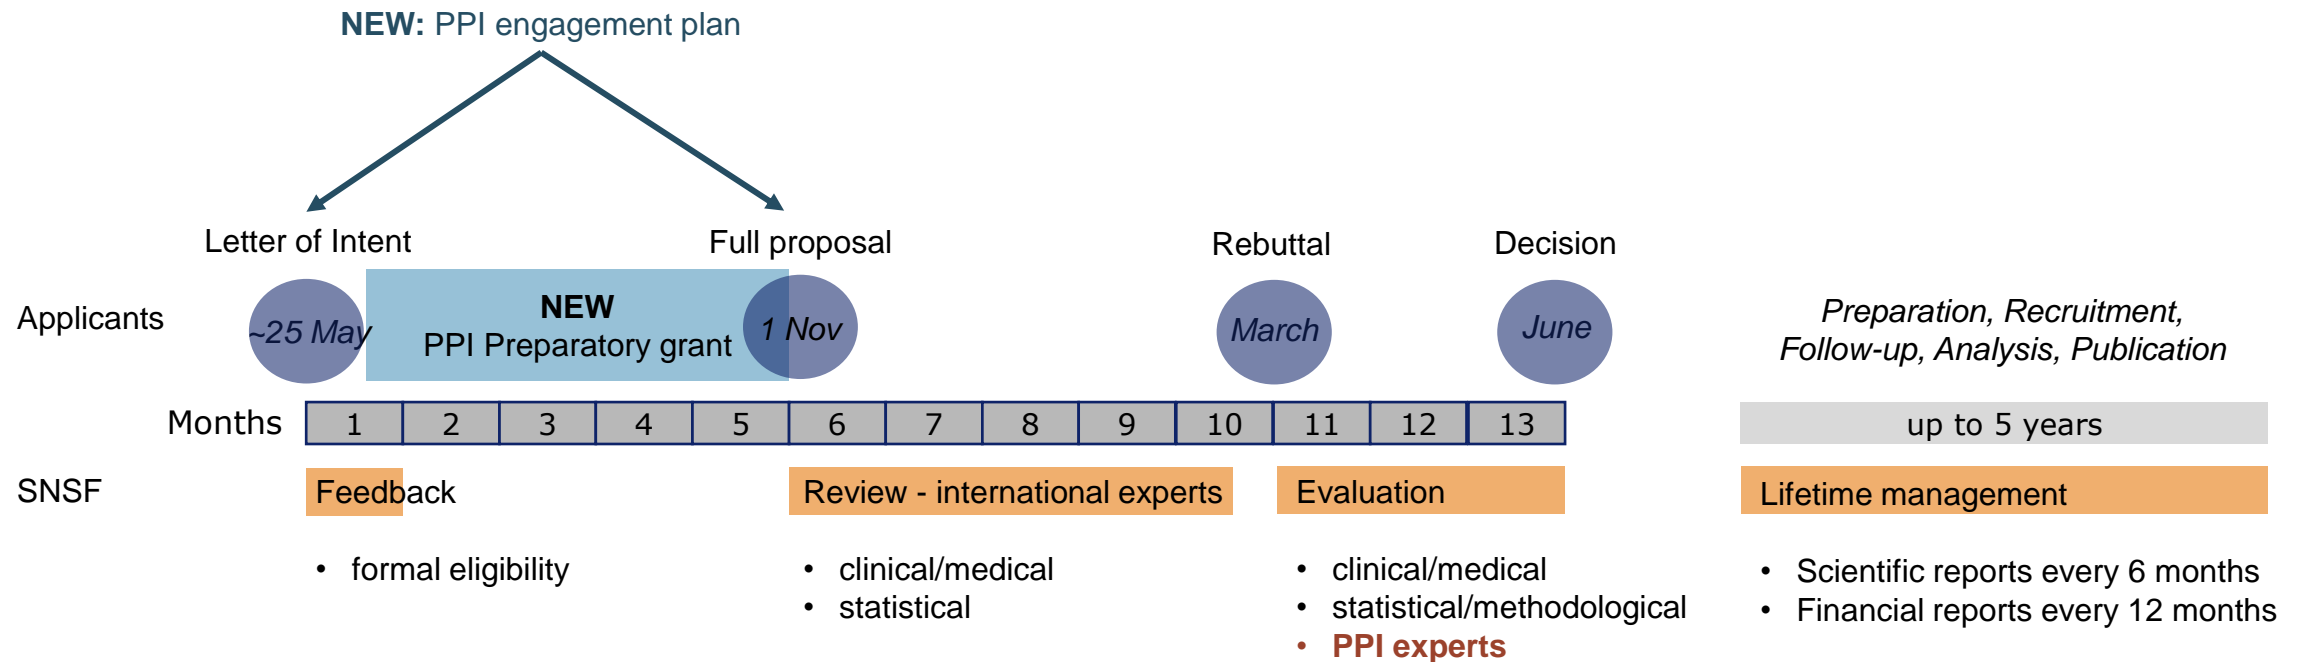 NEW: PPI engagement plan
Letter of Intent
Full proposal
Rebuttal
Decision
Applicants
~25 May
NEW
PPI Preparatory grant
1 Nov
March
June
Preparation, Recruitment,
Follow-up, Analysis, Publication
Months
1 2 3 4 5 6 7 8 9 10 11 12 13
up to 5 years
SNSF
Feedback
Review - international experts
Evaluation
Lifetime management
• formal eligibility
• clinical/medical
• statistical
• clinical/medical
• statistical/methodological
• PPI experts
• Scientific reports every 6 months
• Financial reports every 12 months